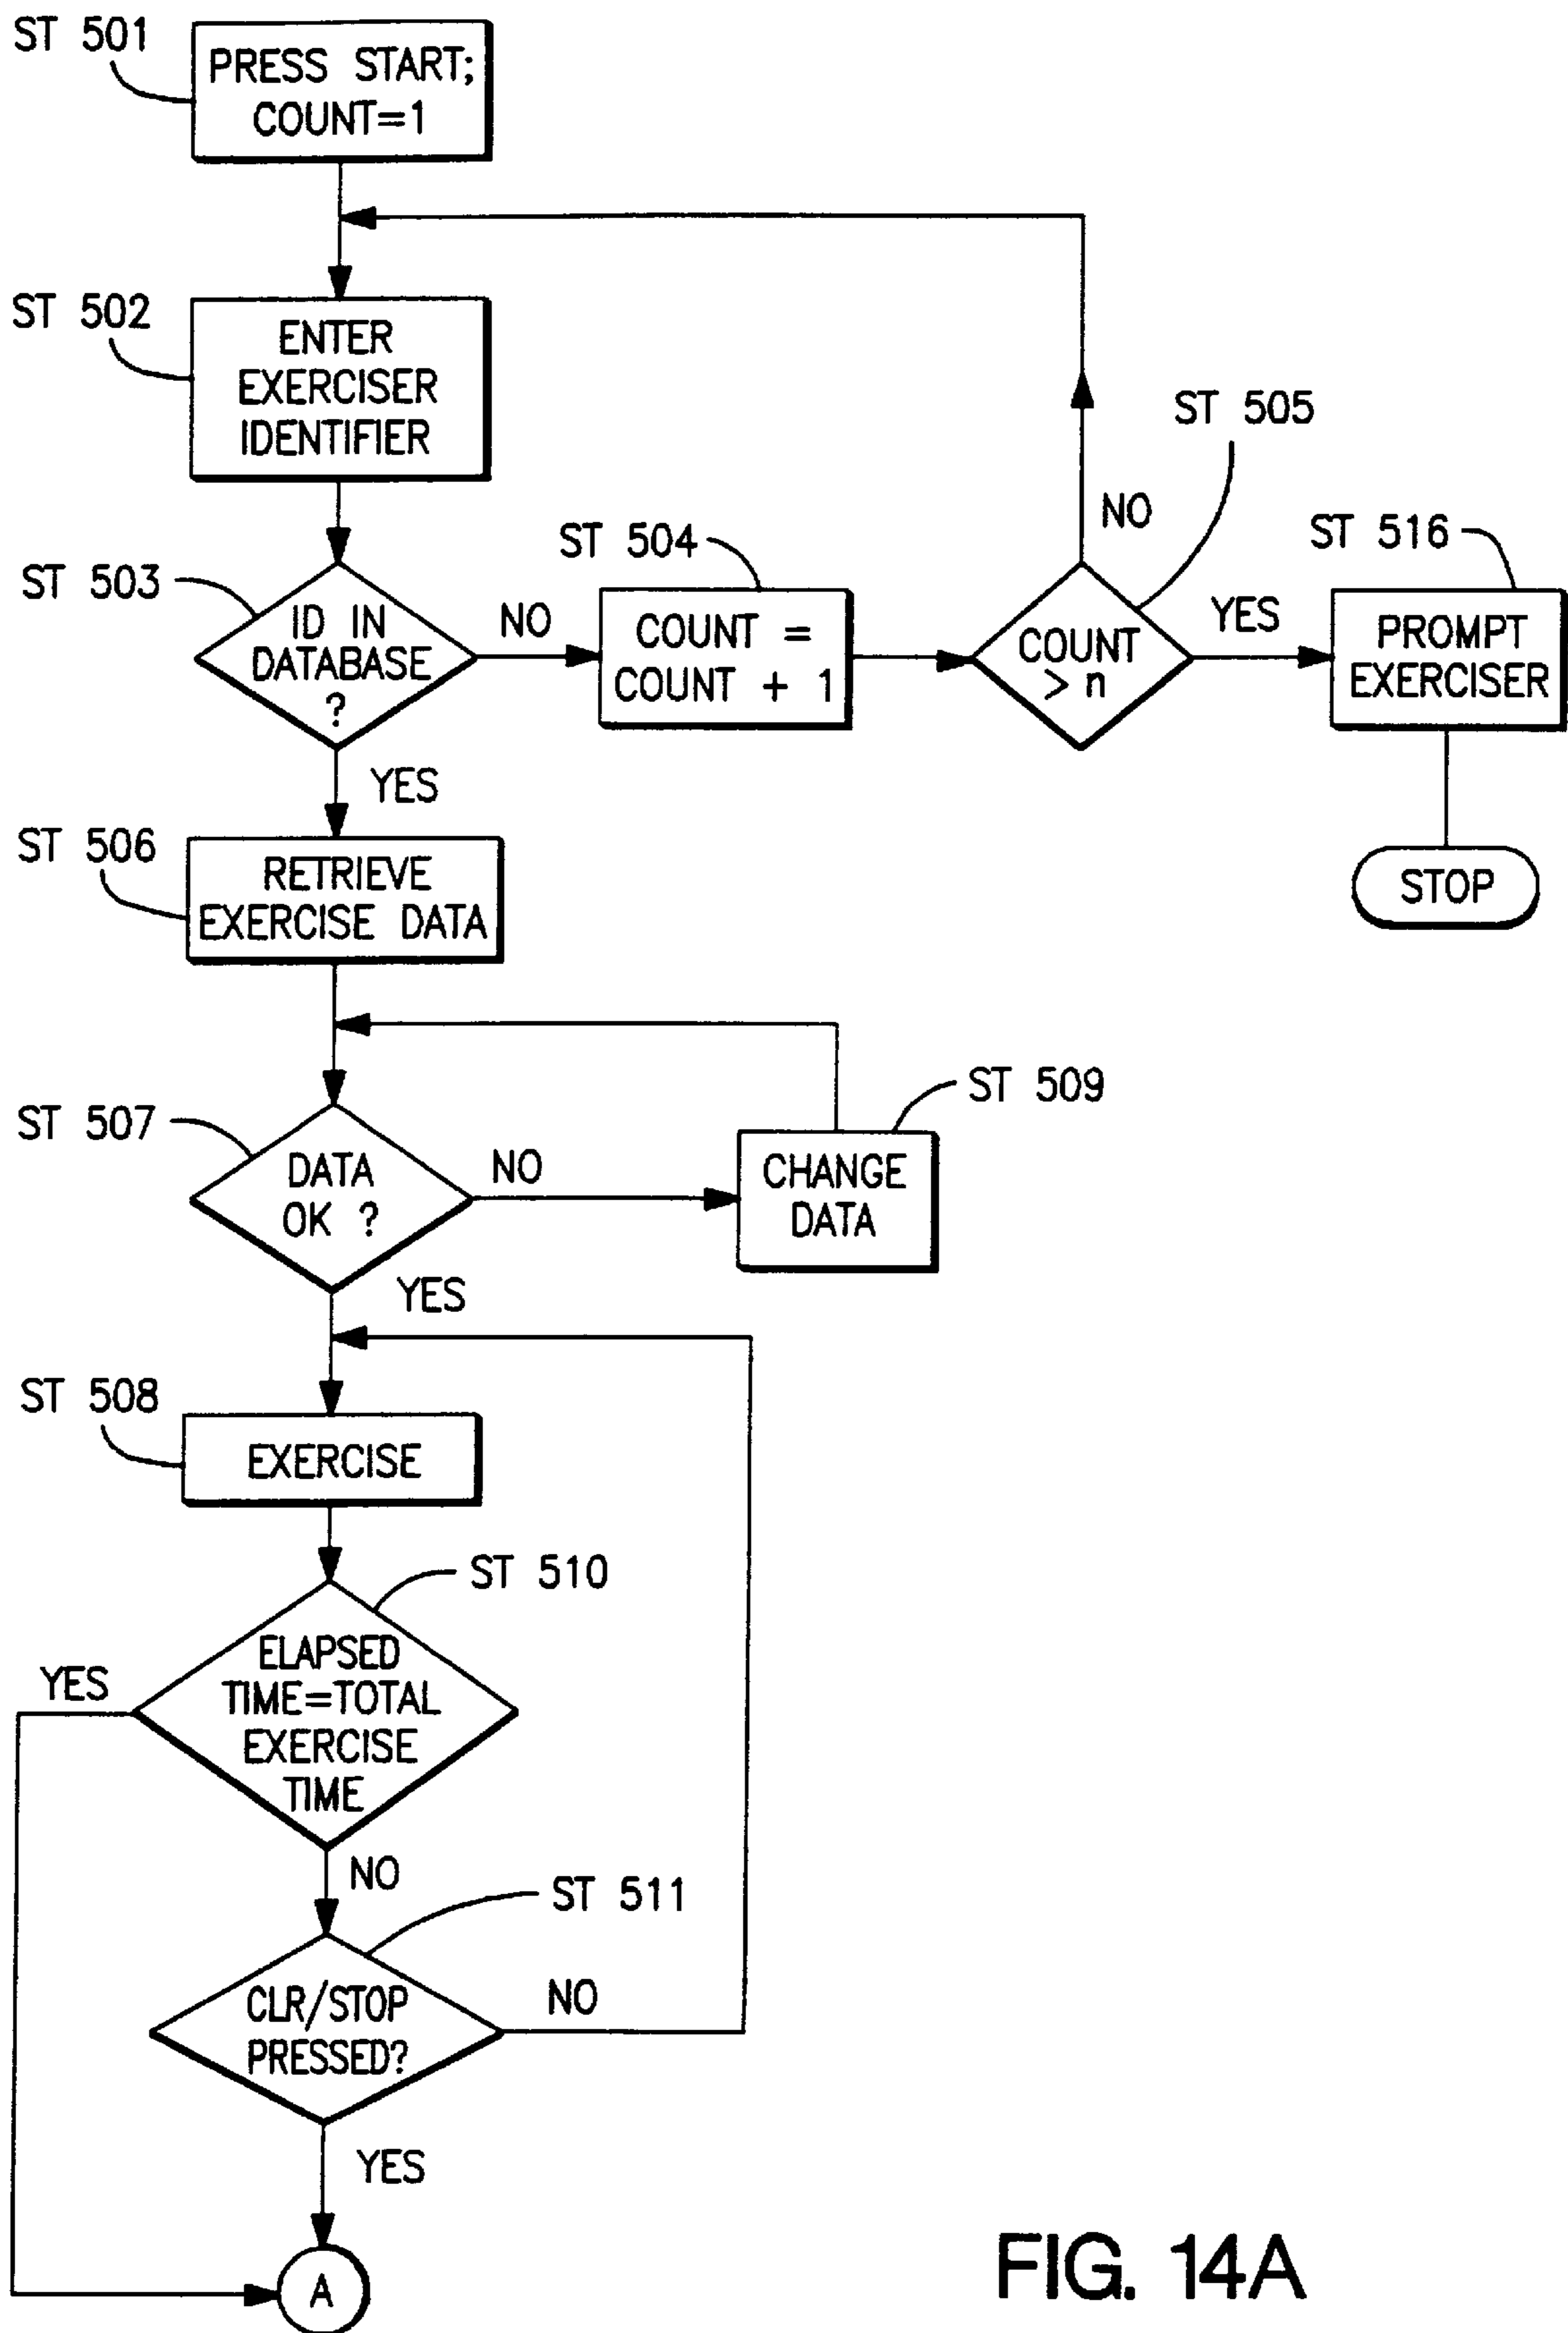 ST 501
PRESS START;
COUNT=1
ST 502
ENTER
EXERCISER
IDENTIFIER
ST 503
ID IN
DATABASE
?
NO
ST 504
COUNT =
COUNT + 1
ST 505
COUNT
> n
NO
YES
ST 516
PROMPT
EXERCISER
STOP
YES
ST 506
RETRIEVE
EXERCISE DATA
ST 507
DATA
OK ?
NO
ST 509
CHANGE
DATA
YES
ST 508
EXERCISE
ST 510
ELAPSED
TIME=TOTAL
EXERCISE
TIME
YES
NO
ST 511
CLR/STOP
PRESSED?
NO
YES
A
FIG. 14A